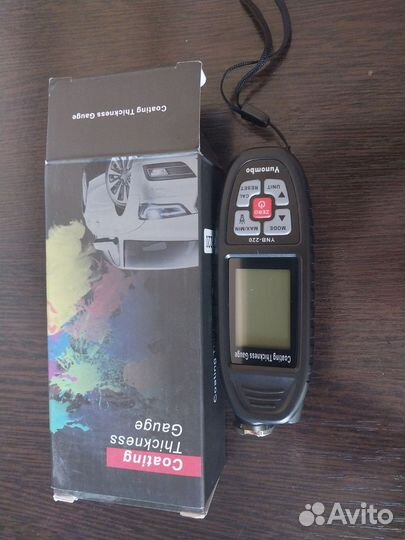 Coating Thickness Gauge
Coating
Thickness
Gauge
Yunombo
UNIT
CAL
RESET
ZERO
MODE
MAX/MIN
YNB-220
Coating Thickness Gauge
Avito